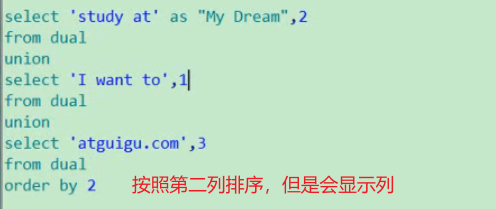 select 'study at' as "My Dream",2
from dual
union
select 'I want to',1
from dual
union
select 'atguigu.com',3
from dual
order by 2 按照第二列排序，但是会显示列